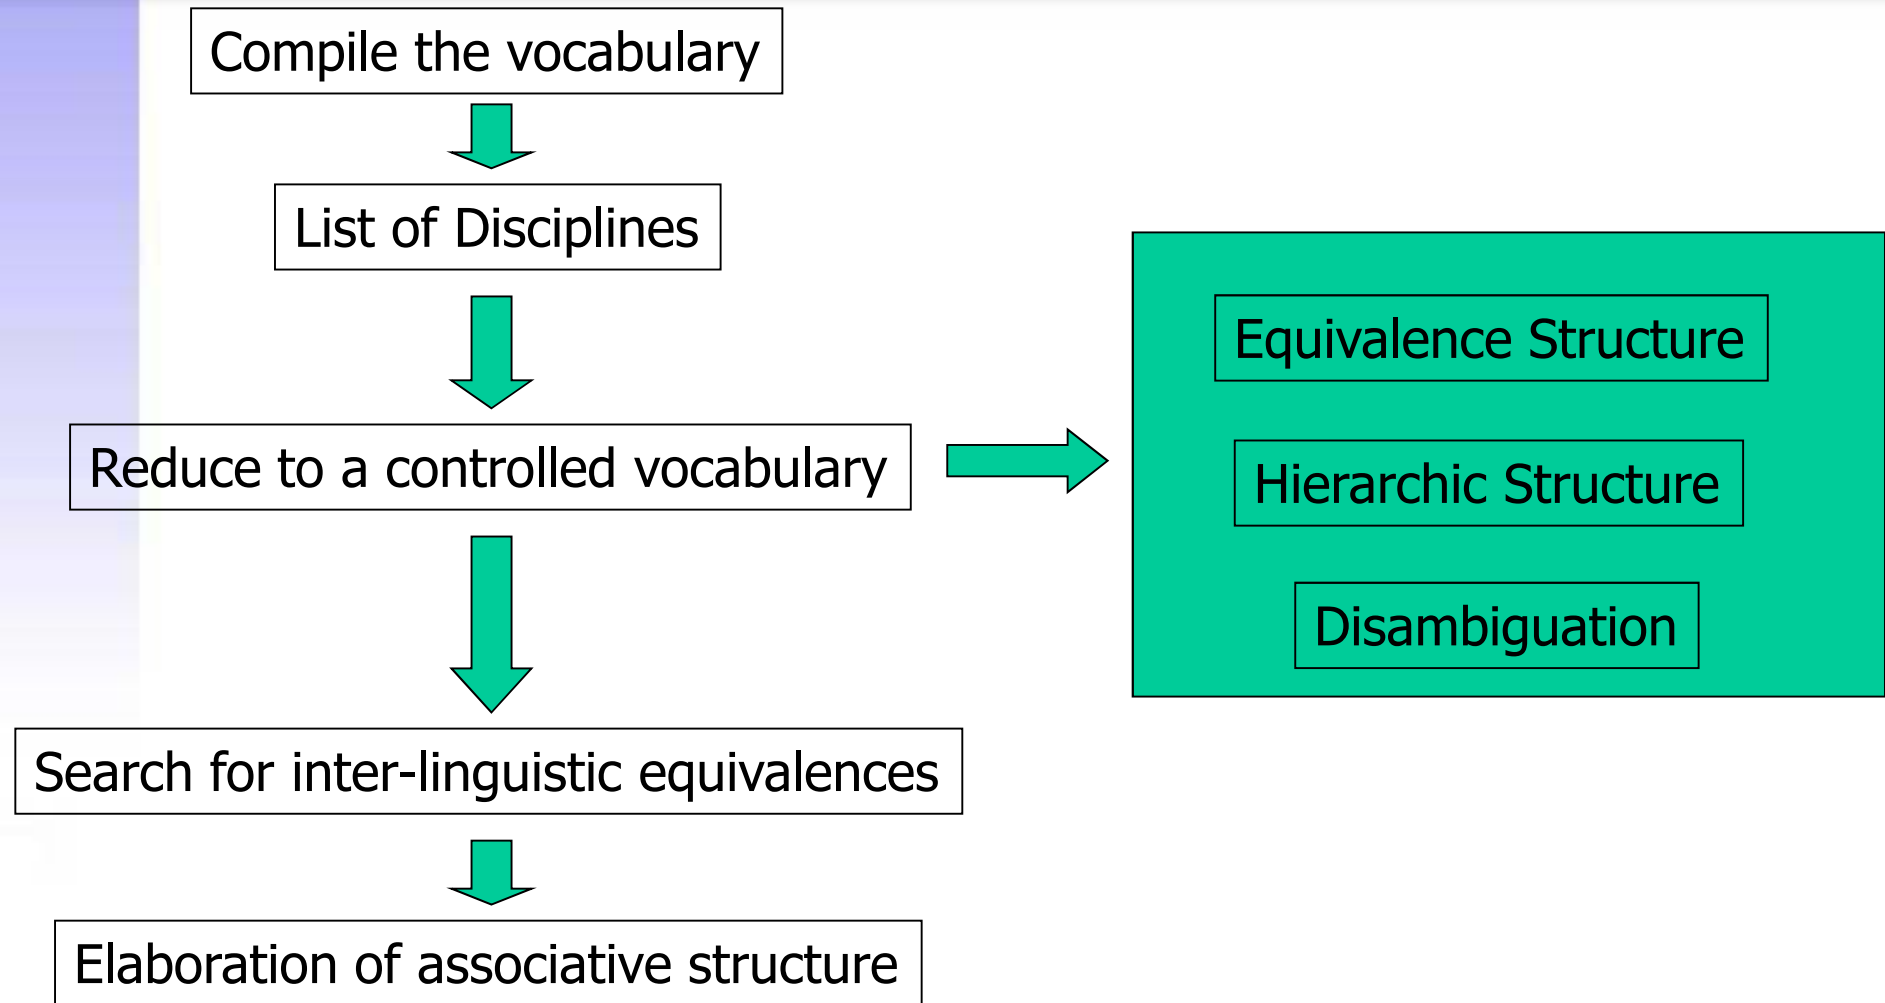 Compile the vocabulary
List of Disciplines
Reduce to a controlled vocabulary
Equivalence Structure
Hierarchic Structure
Disambiguation
Search for inter-linguistic equivalences
Elaboration of associative structure